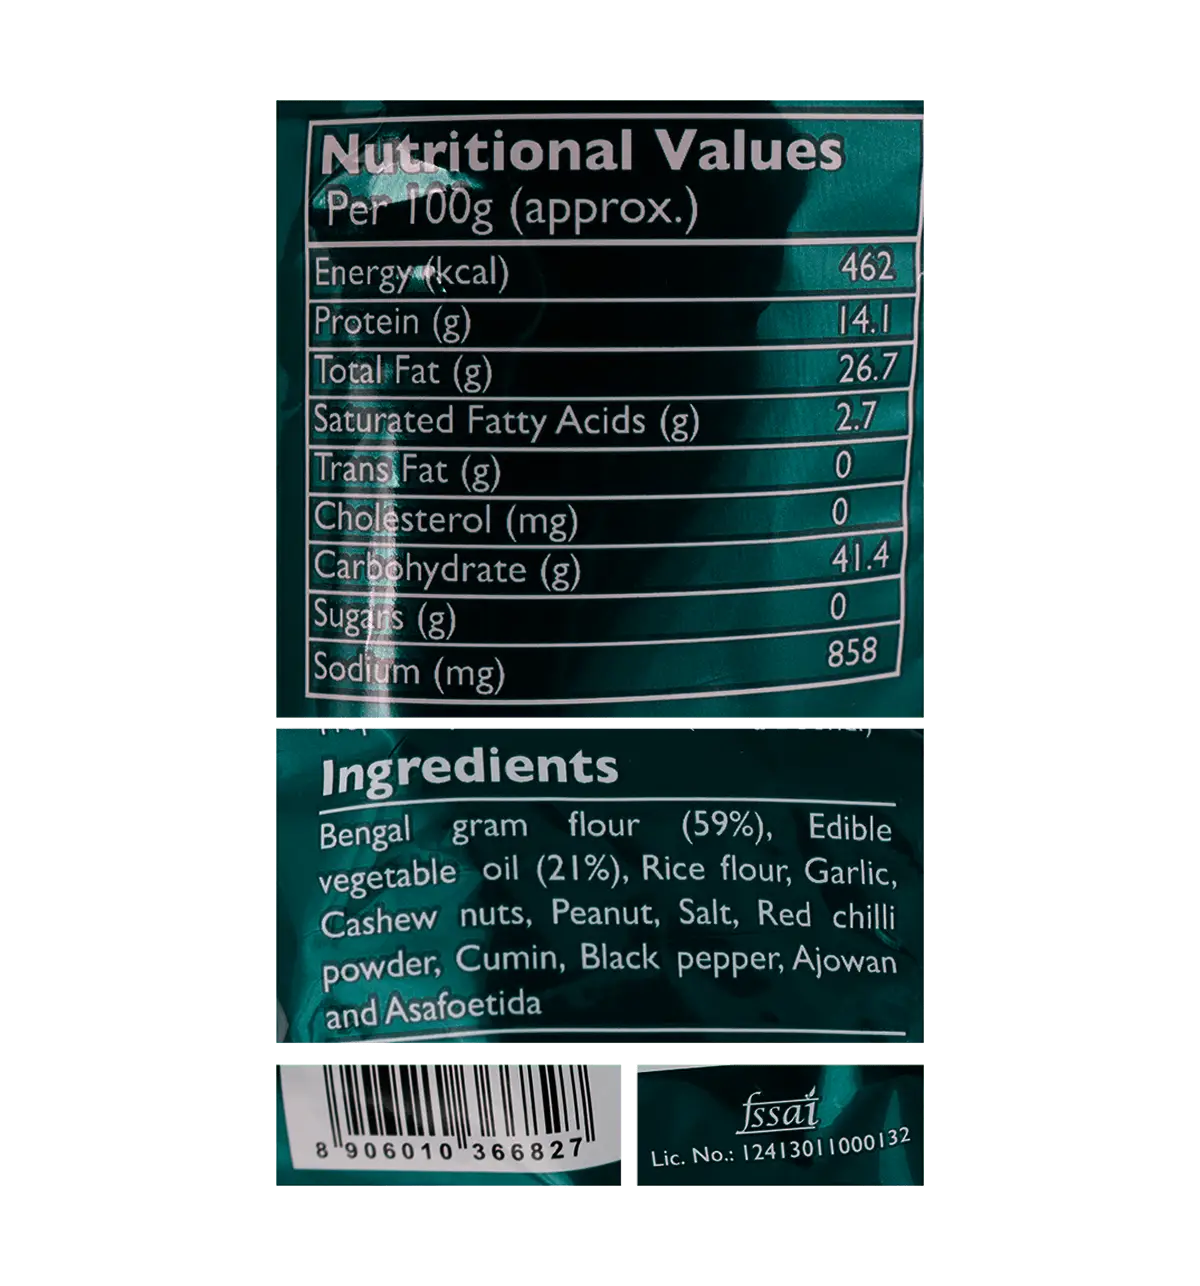 Nutritional Values
Per 100g (approx.)
Energy (kcal) 462
Protein (g) 14.1
Total Fat (g) 26.7
Saturated Fatty Acids (g) 2.7
Trans Fat (g) 0
Cholesterol (mg) 0
Carbohydrate (g) 41.4
Sugars (g) 0
Sodium (mg) 858
Ingredients
Bengal gram flour (59%), Edible
vegetable oil (21%), Rice flour, Garlic,
Cashew nuts, Peanut, Salt, Red chilli
powder, Cumin, Black pepper, Ajowan
and Asafoetida
8 906010 366827
fssai
Lic. No.: 12413011000132